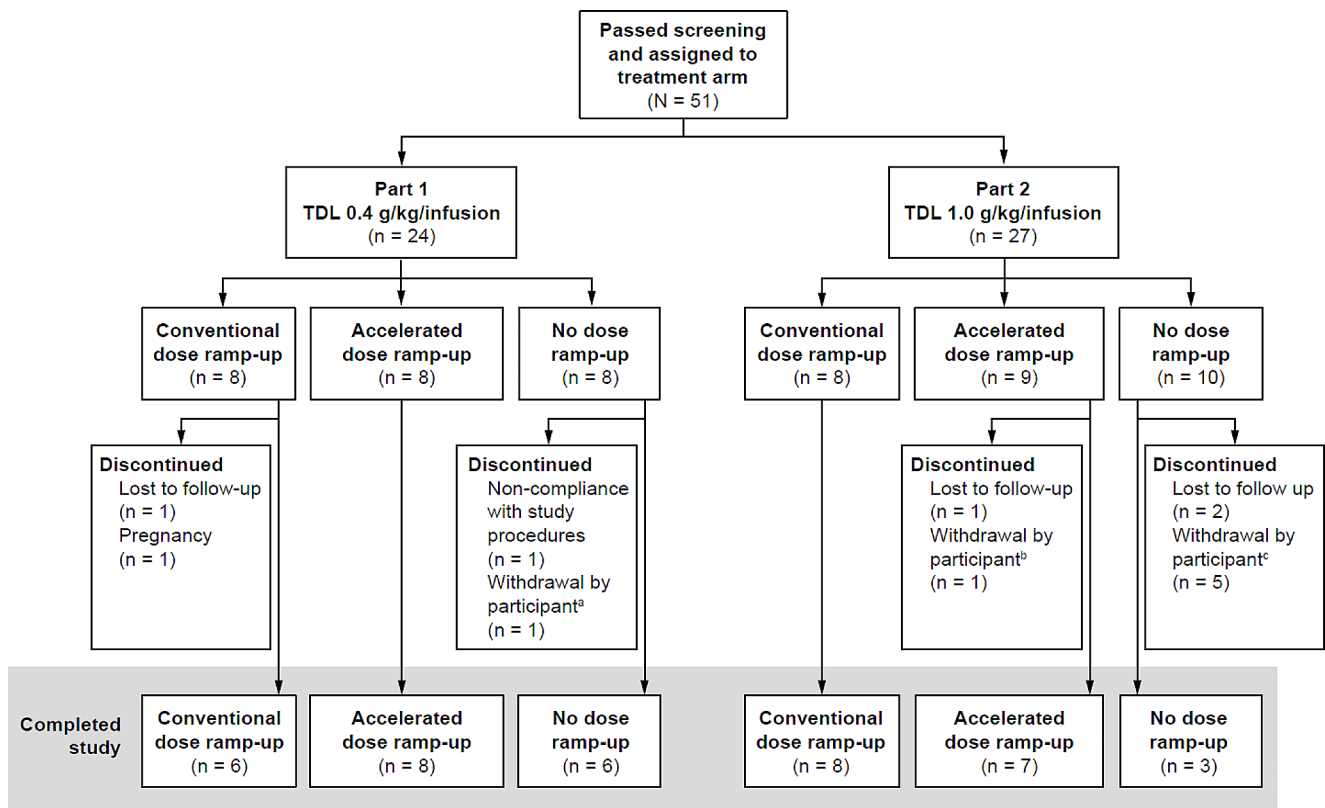 Passed screening
and assigned to
treatment arm
(N = 51)
Part 1
TDL 0.4 g/kg/infusion
(n = 24)
Part 2
TDL 1.0 g/kg/infusion
(n = 27)
Conventional
dose ramp-up
(n = 8)
Accelerated
dose ramp-up
(n = 8)
No dose
ramp-up
(n = 8)
Conventional
dose ramp-up
(n = 8)
Accelerated
dose ramp-up
(n = 9)
No dose
ramp-up
(n = 10)
Discontinued
Lost to follow-up
(n = 1)
Pregnancy
(n = 1)
Discontinued
Non-compliance
with study
procedures
(n = 1)
Withdrawal by
participantᵃ
(n = 1)
Discontinued
Lost to follow-up
(n = 1)
Withdrawal by
participantᵇ
(n = 1)
Discontinued
Lost to follow up
(n = 2)
Withdrawal by
participantᶜ
(n = 5)
Completed
study
Conventional
dose ramp-up
(n = 6)
Accelerated
dose ramp-up
(n = 8)
No dose
ramp-up
(n = 6)
Conventional
dose ramp-up
(n = 8)
Accelerated
dose ramp-up
(n = 7)
No dose
ramp-up
(n = 3)